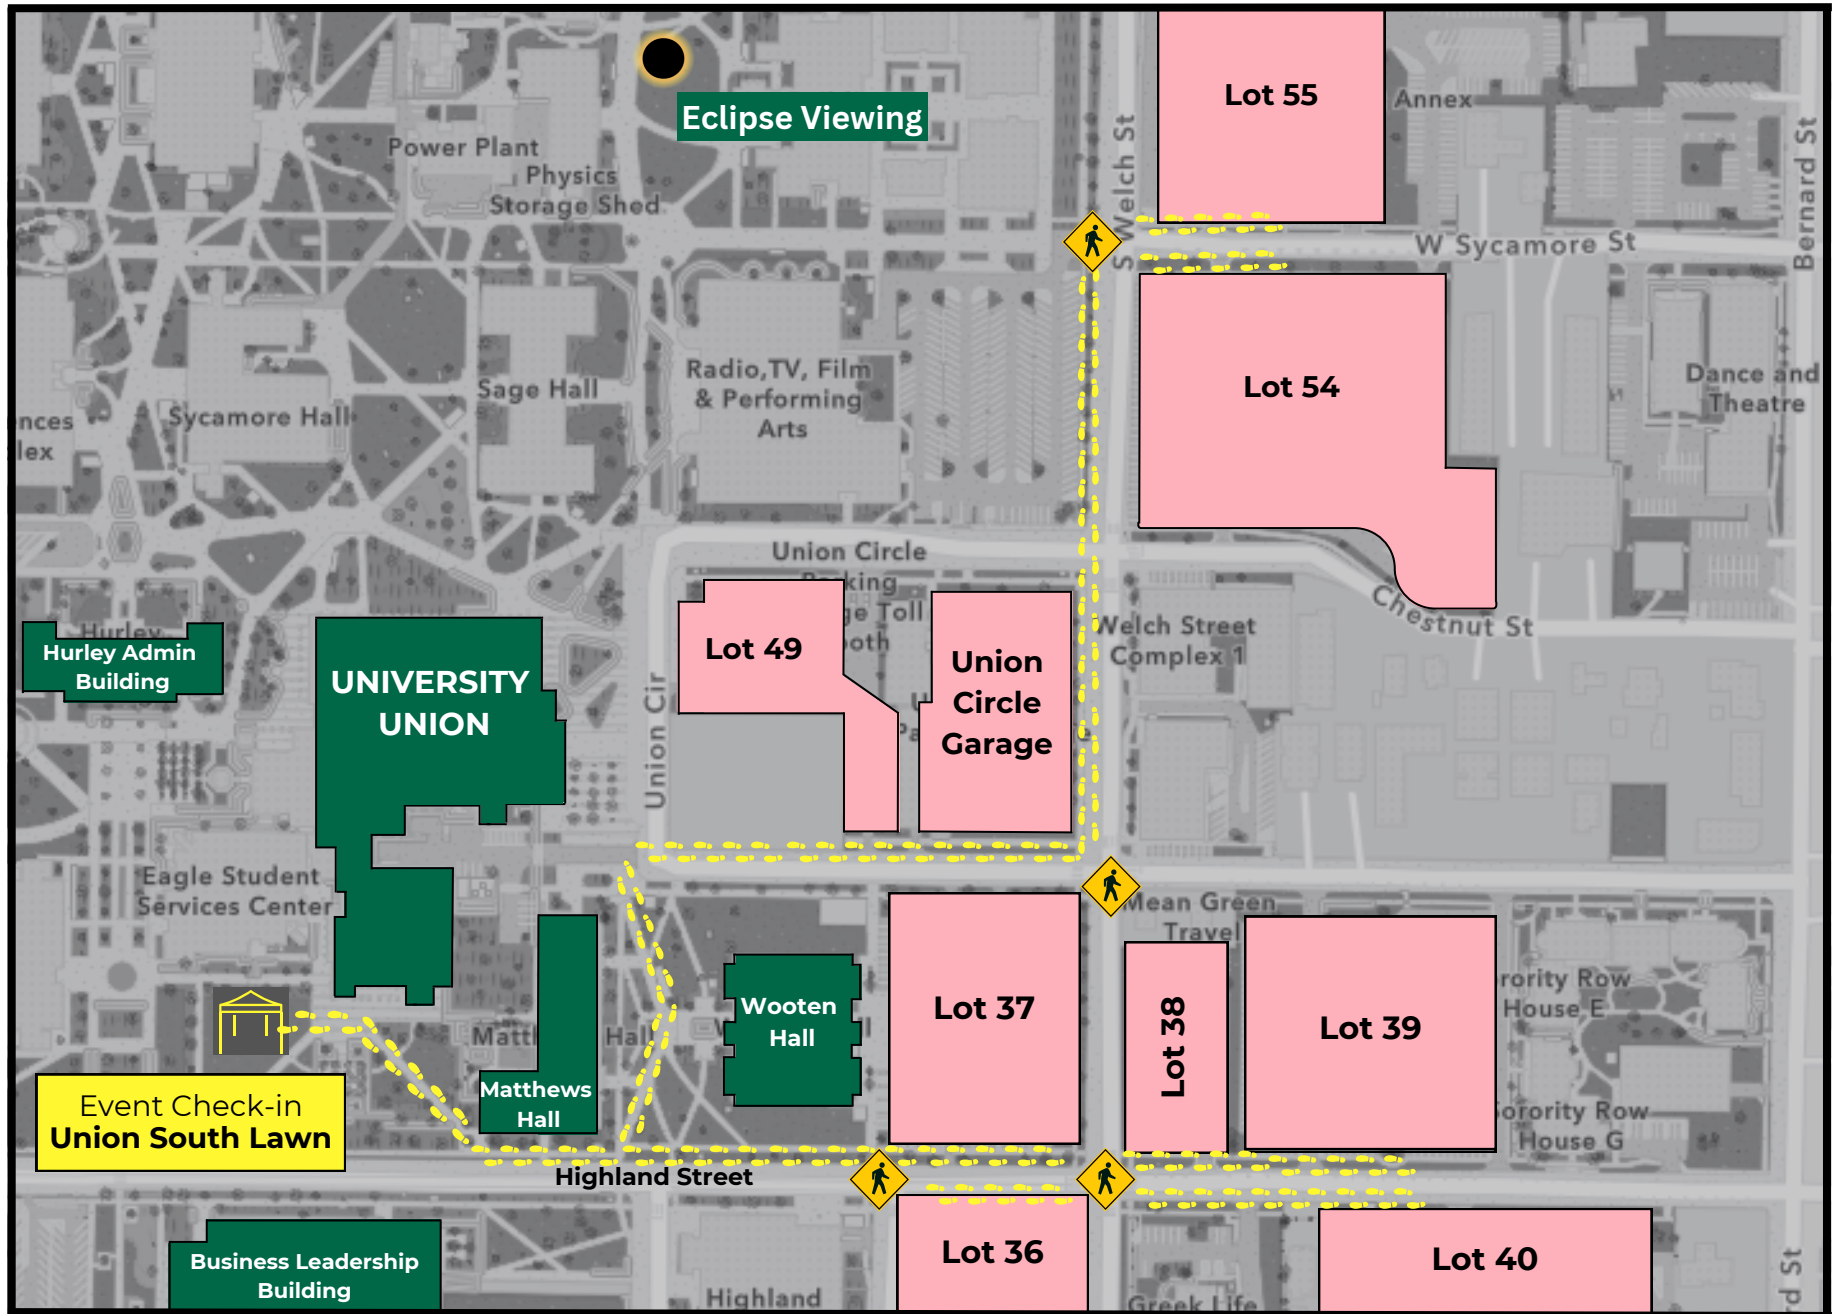 Lot 55
Annex
Eclipse Viewing
Power Plant
Physics
Storage Shed
S Welch St
Bernard St
W Sycamore St
Radio,TV, Film
& Performing
Arts
Sage Hall
Sycamore Hall
Lot 54
Dance and
Theatre
Union Circle
Chestnut St
Welch Street
Complex 1
Hurley
Hurley Admin
Building
UNIVERSITY
UNION
Union Cir
Lot 49
Union
Circle
Garage
Eagle Student
Services Center
Mean Green
Travel
Lot 37
Lot 38
Lot 39
House E
House G
Wooten
Hall
Matthews
Hall
Event Check-in
Union South Lawn
Highland Street
Business Leadership
Building
Highland
Lot 36
Greek Life
Lot 40